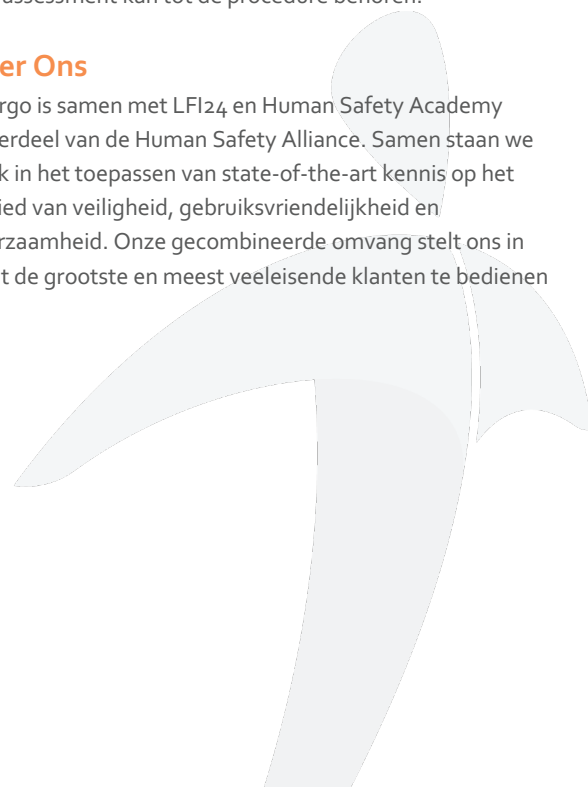 assessment kan tot de procedure behoren.
er Ons
rgo is samen met LFI24 en Human Safety Academy
erdeel van de Human Safety Alliance. Samen staan we
k in het toepassen van state-of-the-art kennis op het
ied van veiligheid, gebruiksvriendelijkheid en
rzaamheid. Onze gecombineerde omvang stelt ons in
t de grootste en meest veeleisende klanten te bedienen